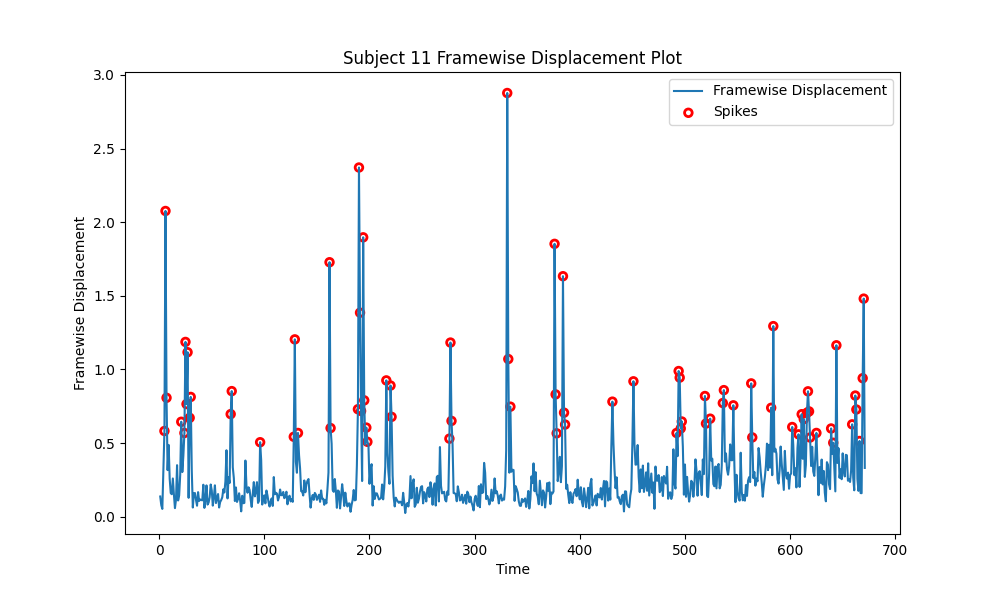 Subject 11 Framewise Displacement Plot
Framewise Displacement
Spikes
3.0
2.5
2.0
1.5
1.0
0.5
0.0
Framewise Displacement
0 100 200 300 400 500 600 700
Time